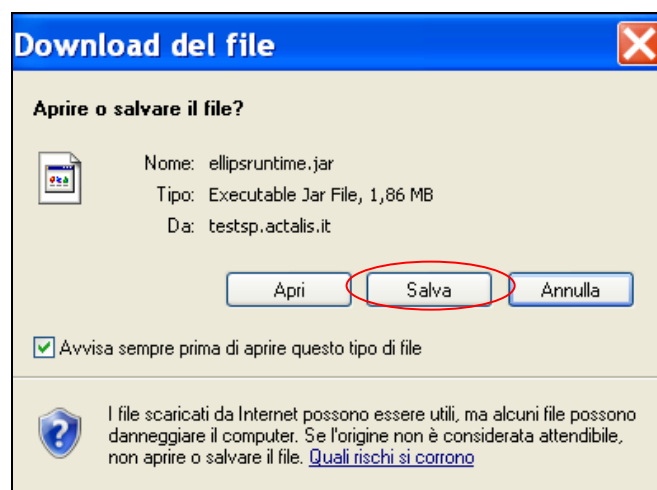 Download del file
Aprire o salvare il file?
Nome: ellipsruntime.jar
Tipo: Executable Jar File, 1,86 MB
Da: testsp.actalis.it
Apri Salva Annulla
Avvisa sempre prima di aprire questo tipo di file
I file scaricati da Internet possono essere utili, ma alcuni file possono
danneggiare il computer. Se l'origine non è considerata attendibile,
non aprire o salvare il file. Quali rischi si corrono